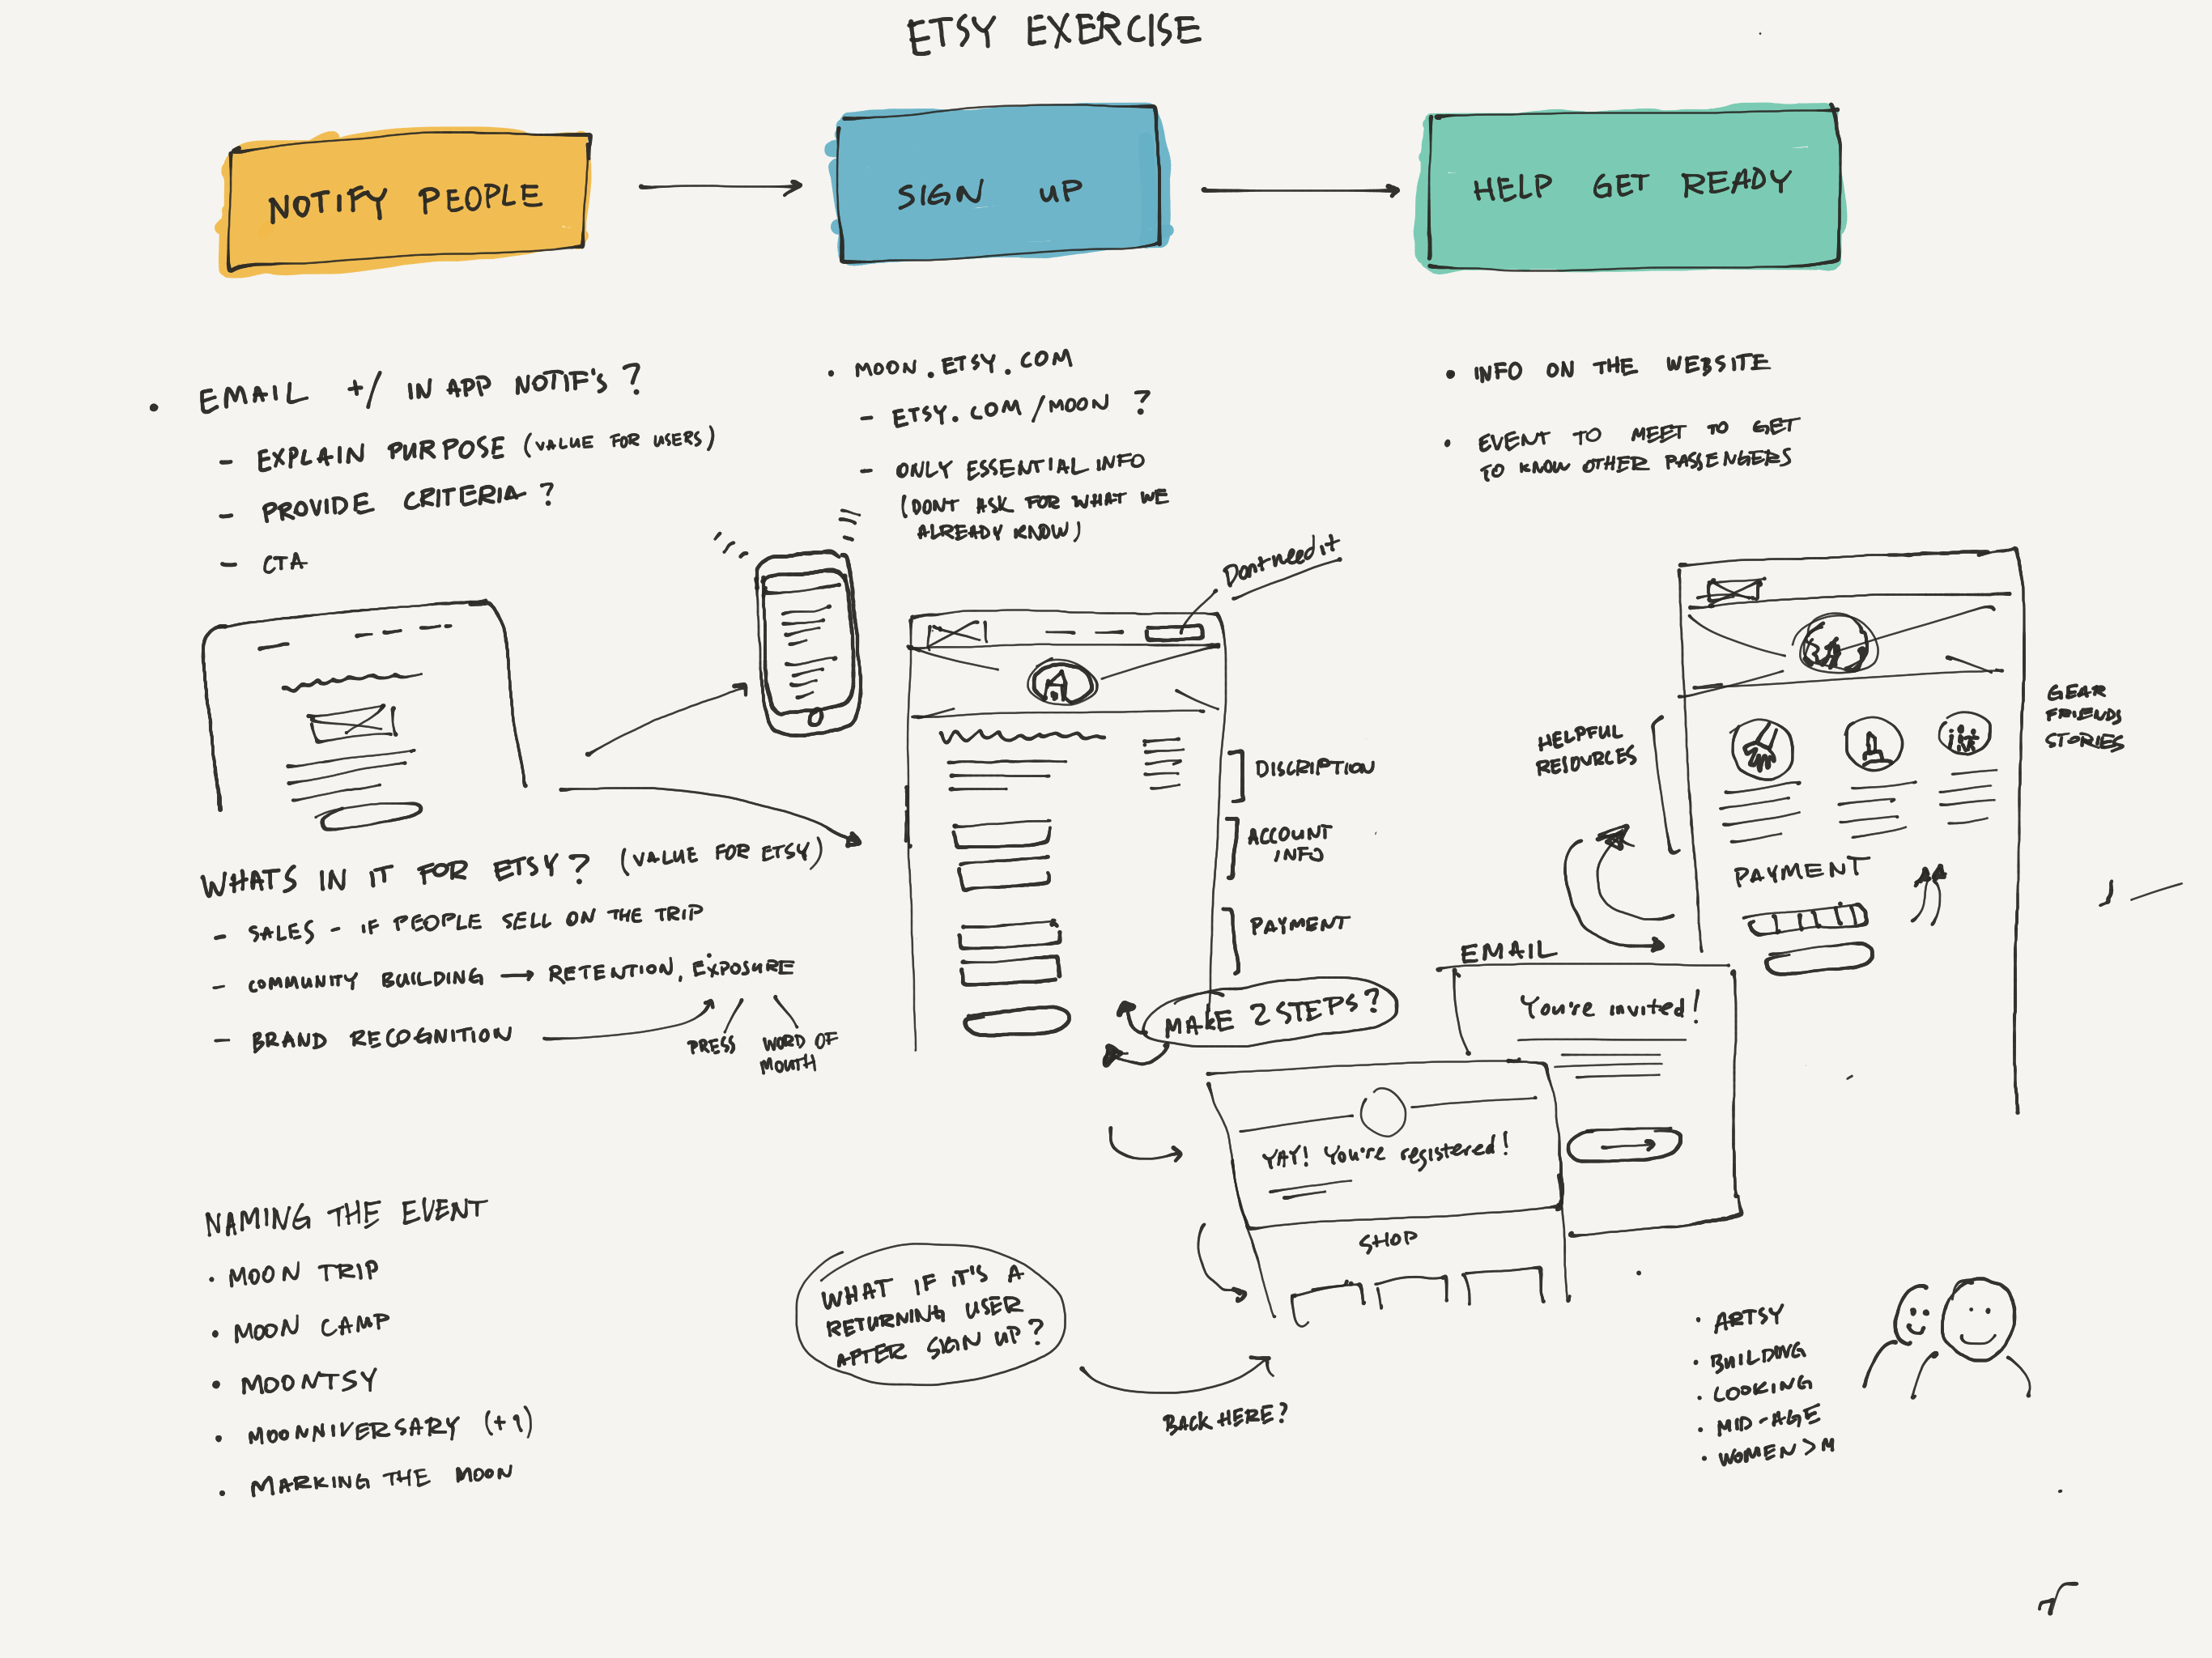 ETSY EXERCISE
NOTIFY PEOPLE
SIGN UP
HELP GET READY
• EMAIL +/ IN APP NOTIF'S ?
- EXPLAIN PURPOSE (VALUE FOR USERS)
- PROVIDE CRITERIA ?
- CTA
• MOON.ETSY.COM
- ETSY.COM/MOON ?
- ONLY ESSENTIAL INFO
(DONT ASK FOR WHAT WE
ALREADY KNOW)
• INFO ON THE WEBSITE
• EVENT TO MEET TO GET
TO KNOW OTHER PASSENGERS
Dont need it
DISCRIPTION
ACCOUNT
INFO
PAYMENT
HELPFUL
RESOURCES
GEAR
FRIENDS
STORIES
PAYMENT
WHATS IN IT FOR ETSY? (VALUE FOR ETSY)
- SALES - IF PEOPLE SELL ON THE TRIP
- COMMUNITY BUILDING → RETENTION, EXPOSURE
- BRAND RECOGNITION
PRESS
WORD OF
MOUTH
MAKE 2 STEPS?
EMAIL
You're invited!
YAY! You're registered!
SHOP
NAMING THE EVENT
• MOON TRIP
• MOON CAMP
• MOONTSY
• MOONNIVERSARY (+9)
• MARKING THE MOON
WHAT IF IT'S A
RETURNING USER
AFTER SIGN UP?
BACK HERE?
• ARTSY
• BUILDING
• LOOKING
• MID-AGE
• WOMEN > M